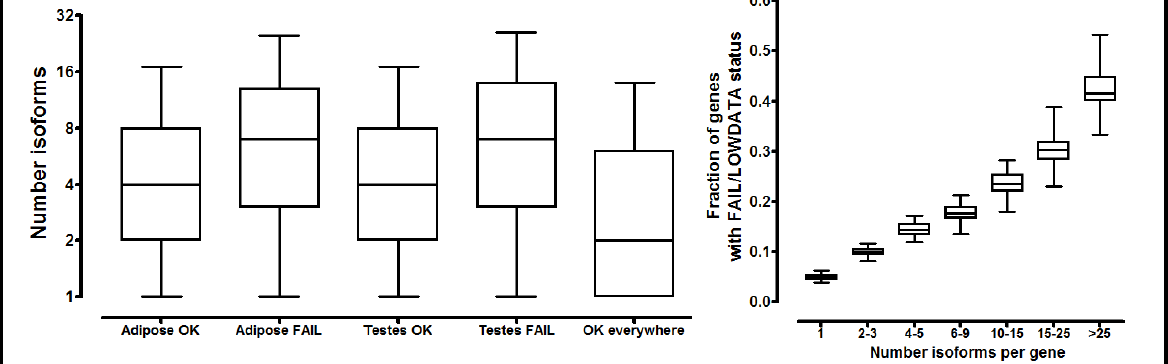 Number isoforms
32
16
8
4
2
1
Adipose OK Adipose FAIL Testes OK Testes FAIL OK everywhere
Fraction of genes
with FAIL/LOWDATA status
0.6
0.5
0.4
0.3
0.2
0.1
0.0
1 2-3 4-5 6-9 10-15 15-25 >25
Number isoforms per gene